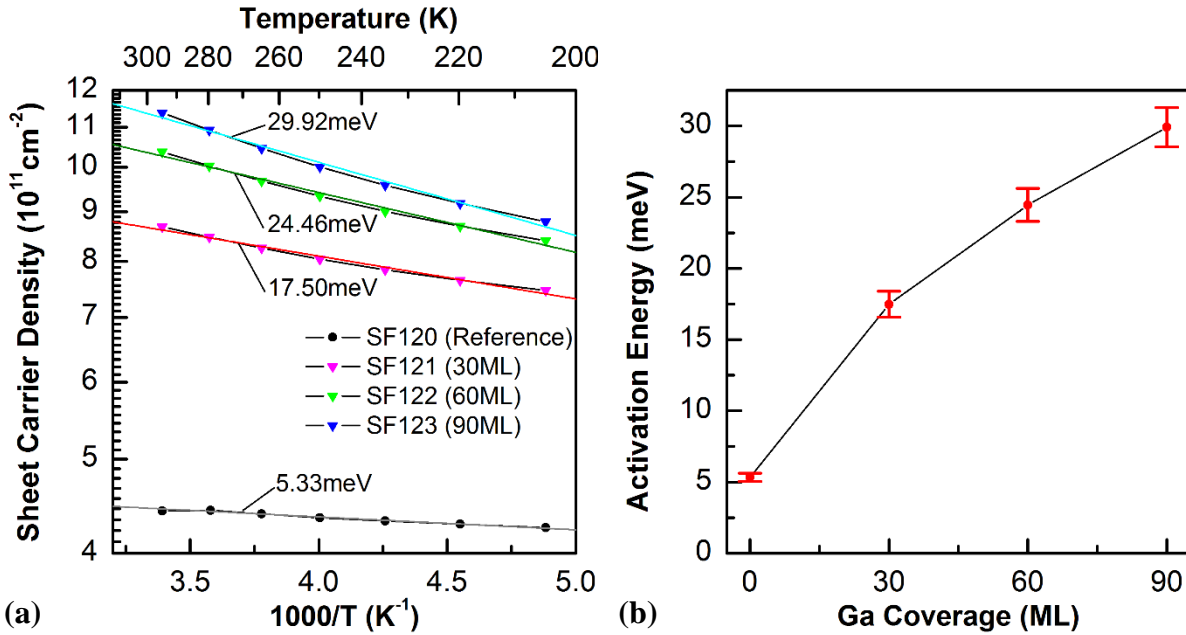 Temperature (K)
300 280 260 240 220 200
12
11
10
9
8
7
6
5
4
Sheet Carrier Density (10¹¹ cm⁻²)
29.92meV
24.46meV
17.50meV
SF120 (Reference)
SF121 (30ML)
SF122 (60ML)
SF123 (90ML)
5.33meV
3.5 4.0 4.5 5.0
(a) 1000/T (K⁻¹)
30
25
20
15
10
5
0
Activation Energy (meV)
0 30 60 90
(b) Ga Coverage (ML)